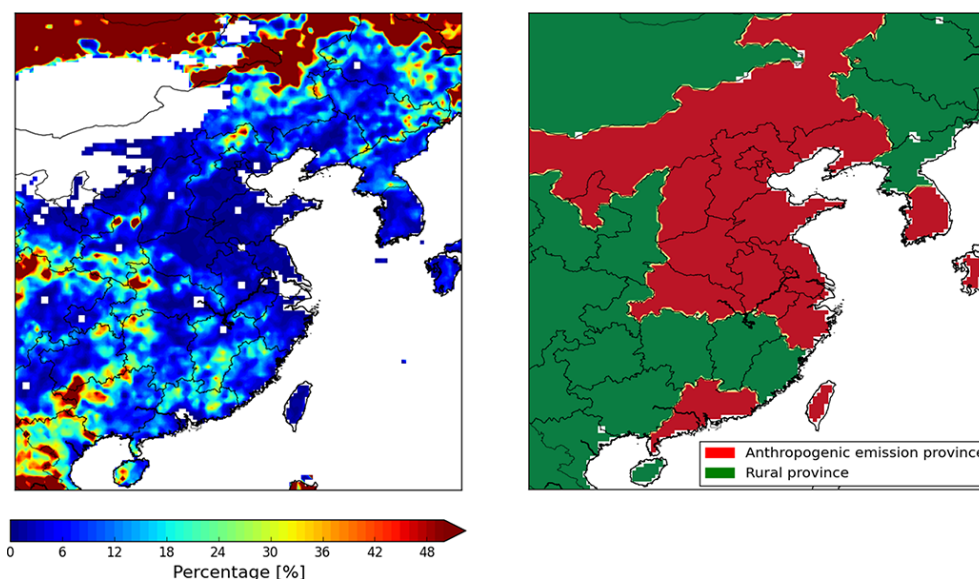 Anthropogenic emission province
Rural province
0 6 12 18 24 30 36 42 48
Percentage [%]